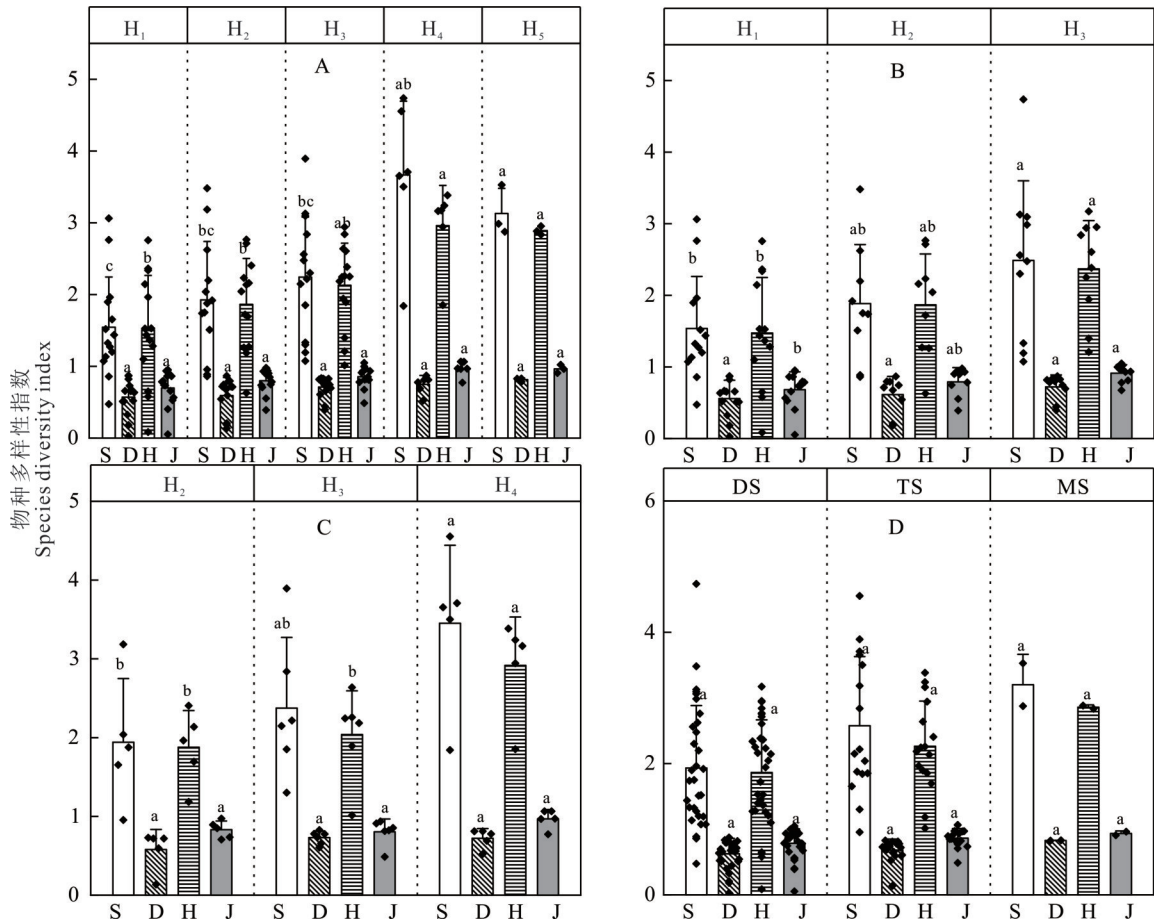 H₁ H₂ H₃ H₄ H₅
A
5
4
3
2
1
0
c b a a
bc b a a
bc ab a a
ab a a a
a a a a
S D H J S D H J S D H J S D H J S D H J
H₁ H₂ H₃
B
5
4
3
2
1
0
b b a b
ab ab a ab
a a a a
S D H J S D H J S D H J
物种多样性指数
Species diversity index
H₂ H₃ H₄
C
5
4
3
2
1
0
b b a a
ab b a a
a a a a
S D H J S D H J S D H J
DS TS MS
D
6
4
2
0
a a a a
a a a a
a a a a
S D H J S D H J S D H J